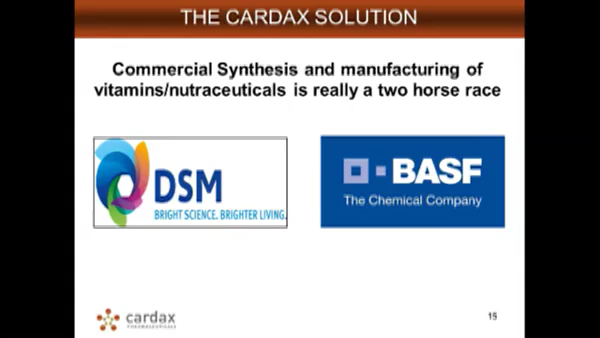 THE CARDAX SOLUTION
Commercial Synthesis and manufacturing of
vitamins/nutraceuticals is really a two horse race
DSM
BRIGHT SCIENCE. BRIGHTER LIVING.
BASF
The Chemical Company
cardax
PHARMACEUTICALS
15